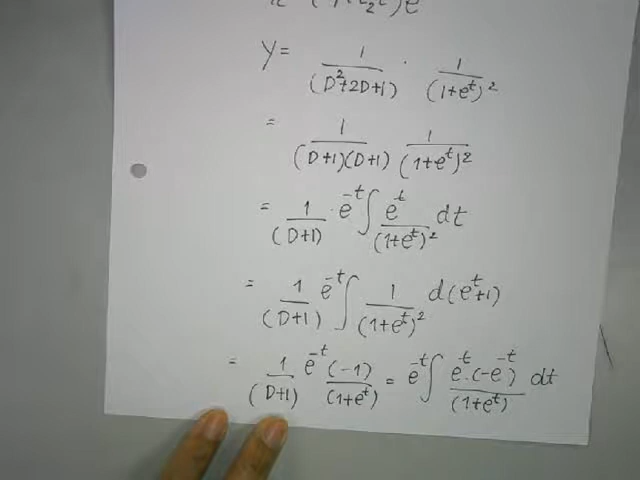 y = 1/(D²+2D+1) · 1/(1+e^t)²
= 1/((D+1)(D+1)) 1/(1+e^t)²
= 1/(D+1) · e^-t ∫ e^t/(1+e^t)² dt
= 1/(D+1) e^-t ∫ 1/(1+e^t)² d(e^t+1)
= 1/(D+1) e^-t (-1)/(1+e^t) = e^-t ∫ e^t·(-e^-t)/(1+e^t) dt